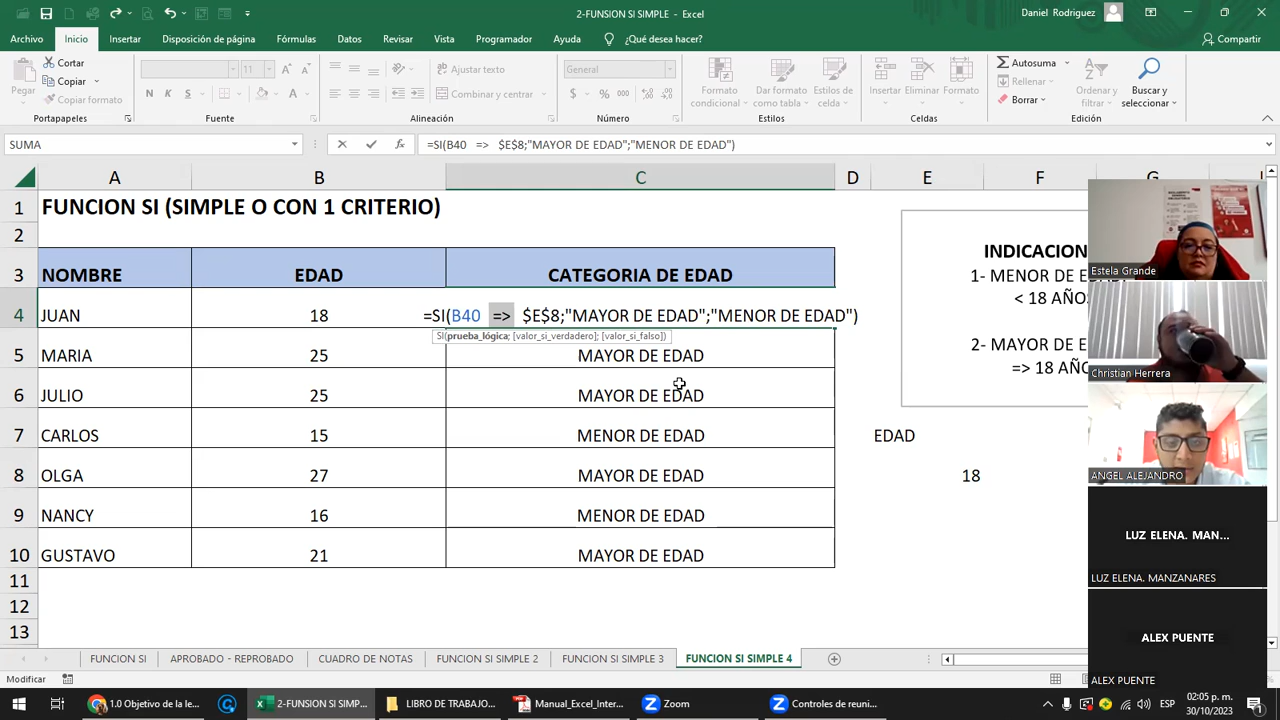 2-FUNSION SI SIMPLE - Excel
Daniel Rodriguez
Archivo Inicio Insertar Disposición de página Fórmulas Datos Revisar Vista Programador Ayuda ¿Qué desea hacer? Compartir
Pegar
Cortar
Copiar
Copiar formato
Portapapeles
11
N K S
Fuente
Ajustar texto
Combinar y centrar
Alineación
General
Número
Formato condicional
Dar formato como tabla
Estilos de celda
Estilos
Insertar Eliminar Formato
Celdas
Autosuma
Rellenar
Borrar
Ordenar y filtrar
Buscar y seleccionar
Edición
SUMA
=SI(B40 => $E$8;"MAYOR DE EDAD";"MENOR DE EDAD")
A B C D E F G
1 FUNCION SI (SIMPLE O CON 1 CRITERIO)
2
3 NOMBRE EDAD CATEGORIA DE EDAD
4 JUAN 18 =SI(B40 => $E$8;"MAYOR DE EDAD";"MENOR DE EDAD")
SI(prueba_lógica; [valor_si_verdadero]; [valor_si_falso])
5 MARIA 25 MAYOR DE EDAD
6 JULIO 25 MAYOR DE EDAD
7 CARLOS 15 MENOR DE EDAD
8 OLGA 27 MAYOR DE EDAD
9 NANCY 16 MENOR DE EDAD
10 GUSTAVO 21 MAYOR DE EDAD
11
12
13
INDICACION
1- MENOR DE EDAD
< 18 AÑOS
2- MAYOR DE E
=> 18 AÑO
EDAD
18
Estela Grande
Christian Herrera
ANGEL ALEJANDRO
LUZ ELENA. MAN...
LUZ ELENA. MANZANARES
ALEX PUENTE
ALEX PUENTE
FUNCION SI APROBADO - REPROBADO CUADRO DE NOTAS FUNCION SI SIMPLE 2 FUNCION SI SIMPLE 3 FUNCION SI SIMPLE 4
Modificar
1.0 Objetivo de la le...
2-FUNSION SI SIMP...
LIBRO DE TRABAJO...
Manual_Excel_Inter...
Zoom
Controles de reuni...
ESP
02:05 p. m.
30/10/2023